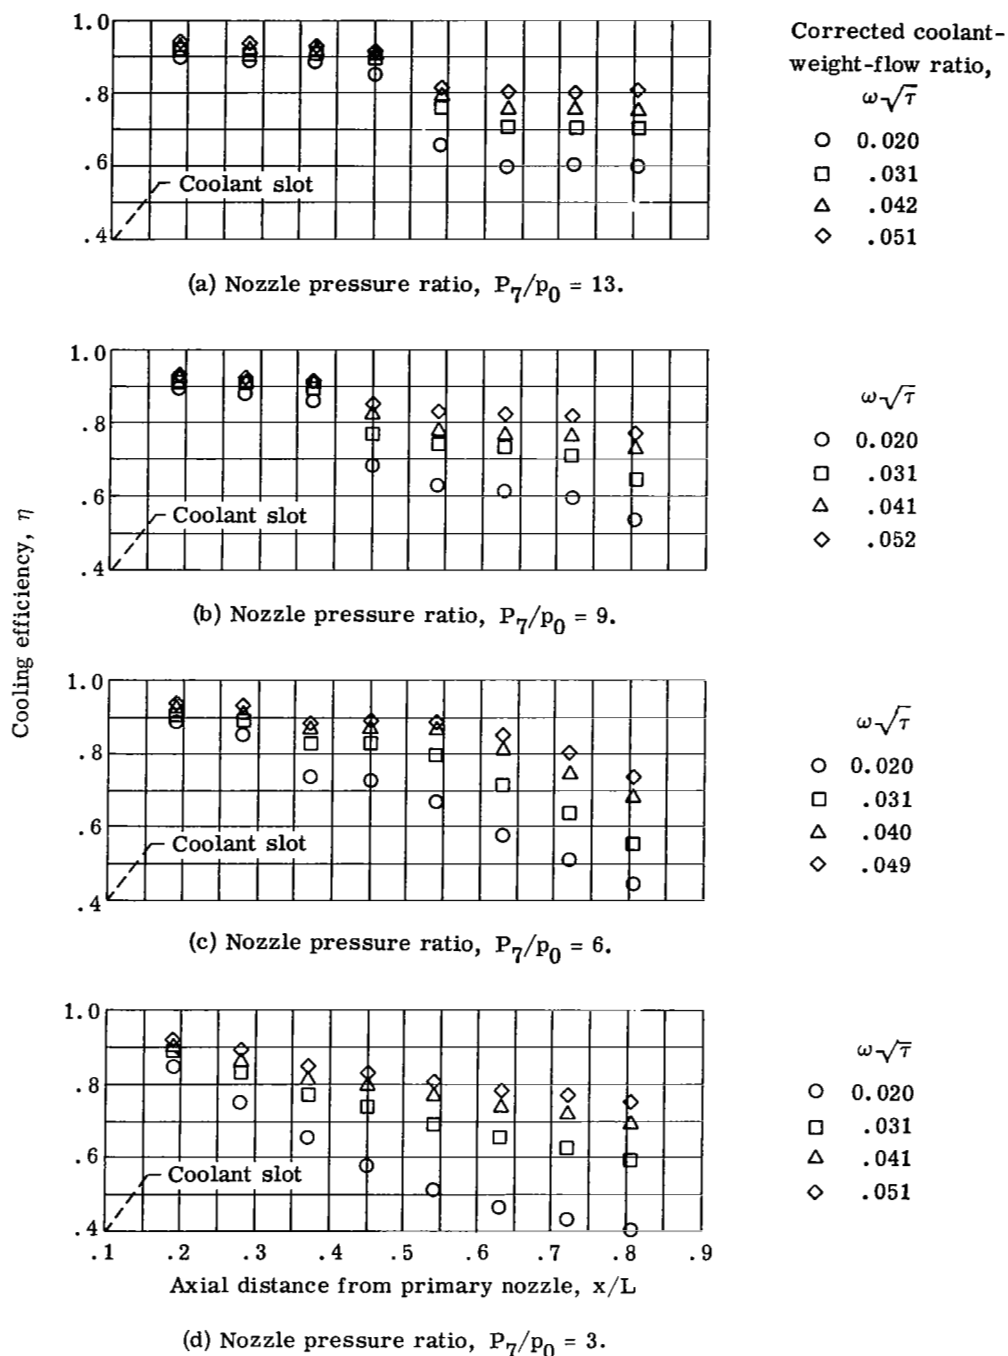 Corrected coolant-
weight-flow ratio,
ω√τ
0.020
.031
.042
.051
1.0
.8
.6
.4
Coolant slot
(a) Nozzle pressure ratio, P7/p0 = 13.
1.0
.8
.6
.4
Coolant slot
ω√τ
0.020
.031
.041
.052
(b) Nozzle pressure ratio, P7/p0 = 9.
Cooling efficiency, η
1.0
.8
.6
.4
Coolant slot
ω√τ
0.020
.031
.040
.049
(c) Nozzle pressure ratio, P7/p0 = 6.
1.0
.8
.6
.4
Coolant slot
ω√τ
0.020
.031
.041
.051
.1 .2 .3 .4 .5 .6 .7 .8 .9
Axial distance from primary nozzle, x/L
(d) Nozzle pressure ratio, P7/p0 = 3.